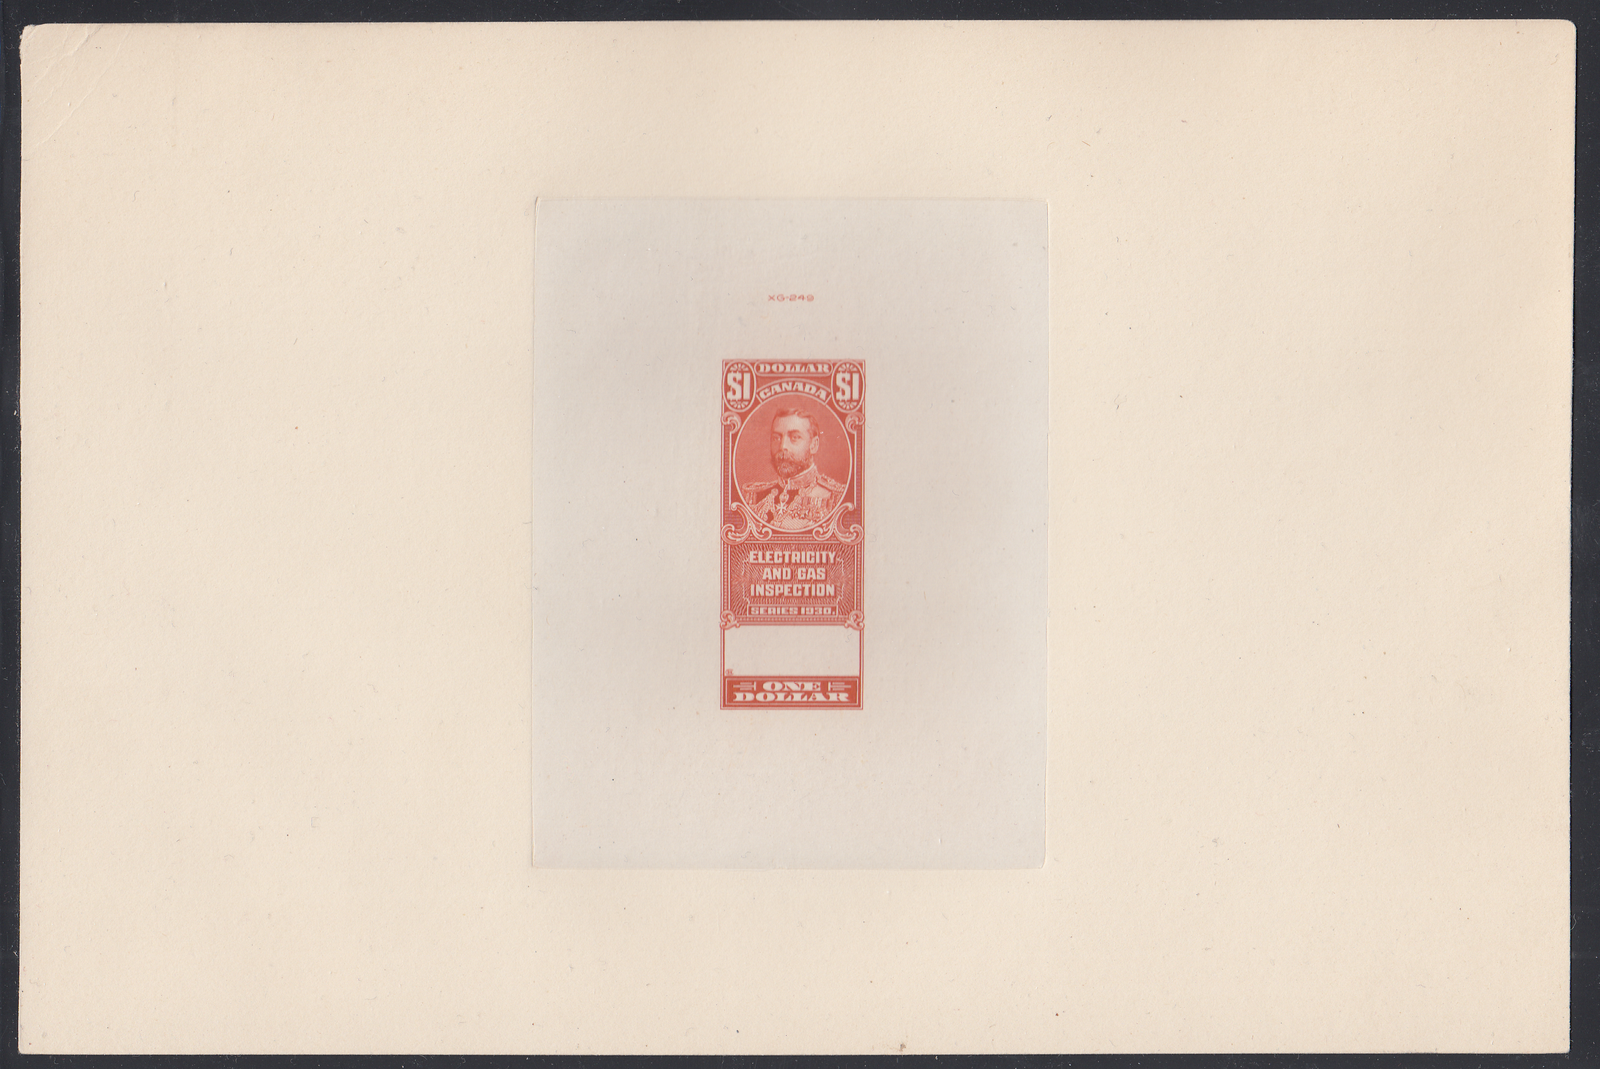 XG-249
DOLLAR
$1 CANADA $1
ELECTRICITY
AND GAS
INSPECTION
SERIES 1930.
ONE
DOLLAR